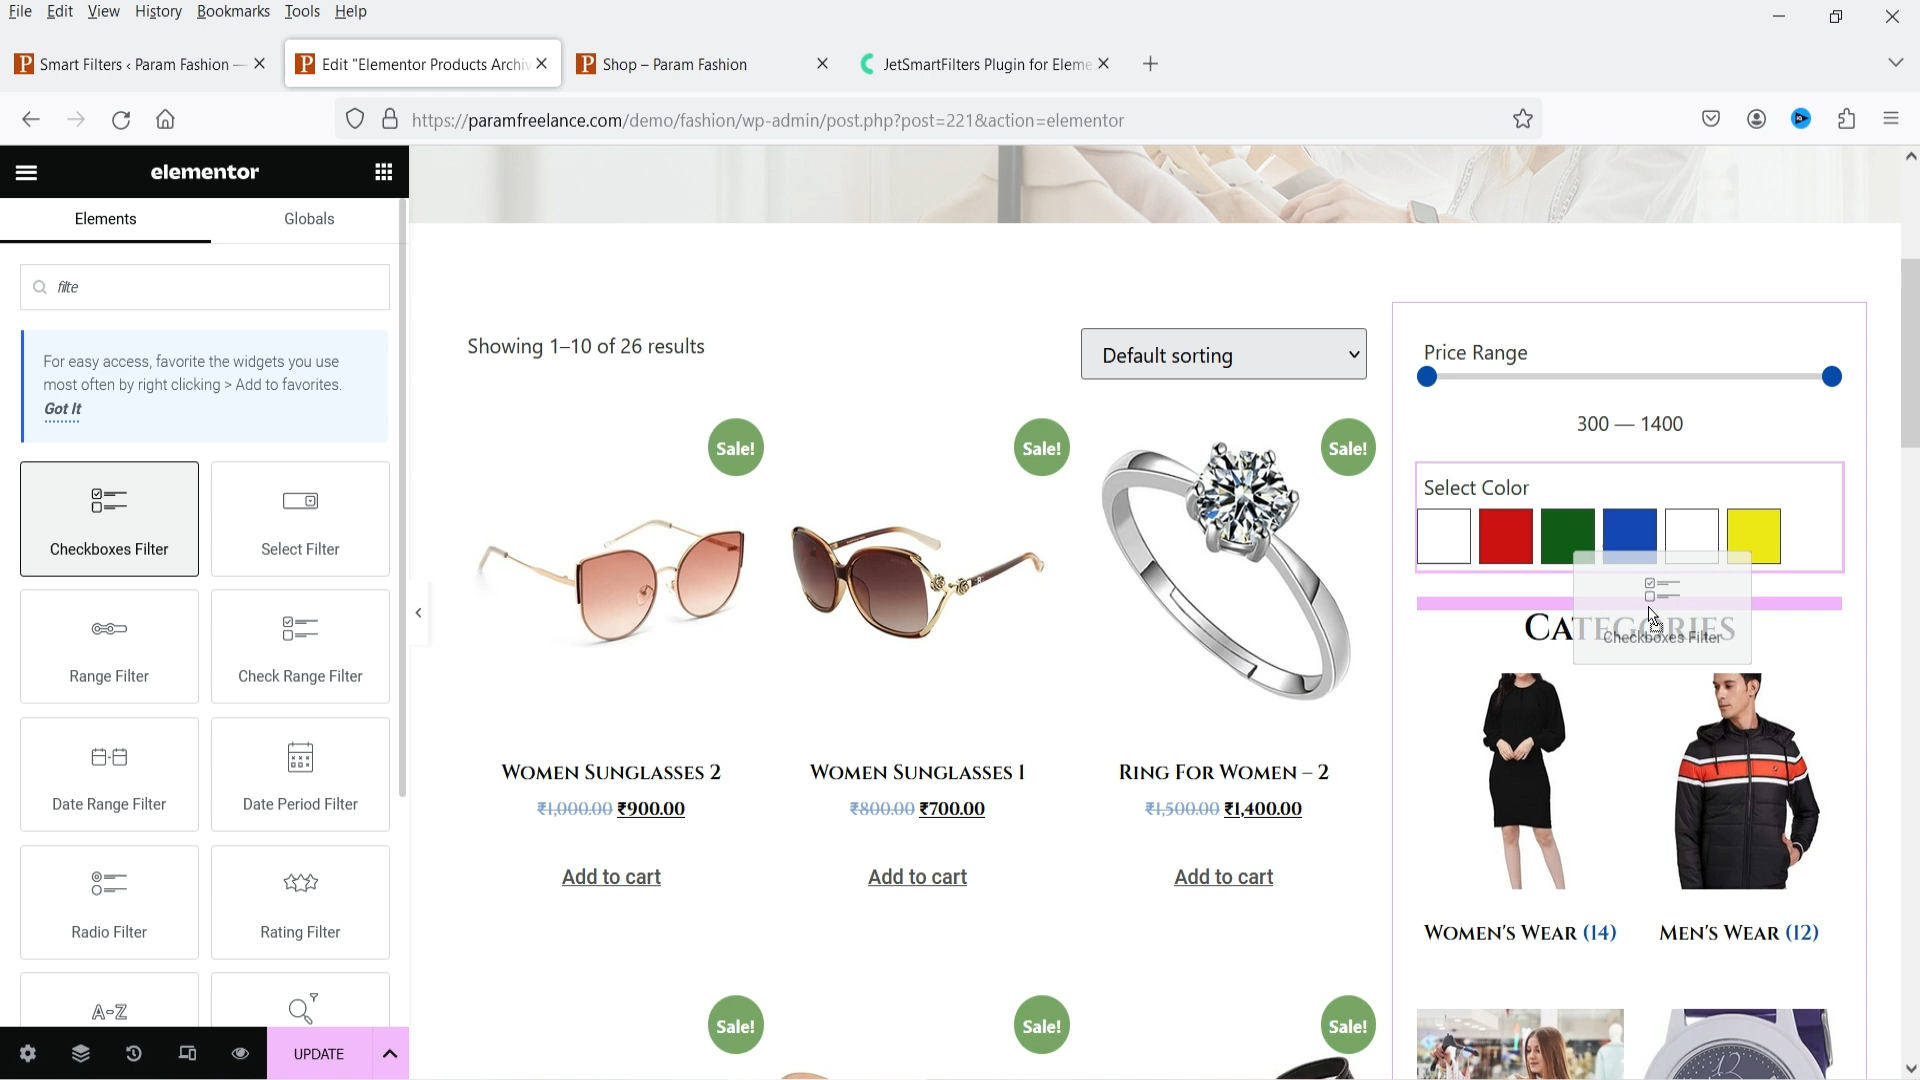 File Edit View History Bookmarks Tools Help
Smart Filters ‹ Param Fashion —
Edit "Elementor Products Archiv
Shop – Param Fashion
JetSmartFilters Plugin for Eleme
https://paramfreelance.com/demo/fashion/wp-admin/post.php?post=221&action=elementor
elementor
Elements
Globals
filte
For easy access, favorite the widgets you use
most often by right clicking > Add to favorites.
Got It
Checkboxes Filter
Select Filter
Range Filter
Check Range Filter
Date Range Filter
Date Period Filter
Radio Filter
Rating Filter
A-Z
UPDATE
Showing 1–10 of 26 results
Default sorting
Sale!
Sale!
Sale!
Women Sunglasses 2
₹1,000.00 ₹900.00
Add to cart
Women Sunglasses 1
₹800.00 ₹700.00
Add to cart
Ring For Women – 2
₹1,500.00 ₹1,400.00
Add to cart
Sale!
Sale!
Sale!
Price Range
300 — 1400
Select Color
Categories
Checkboxes Filter
Women's Wear (14)
Men's Wear (12)